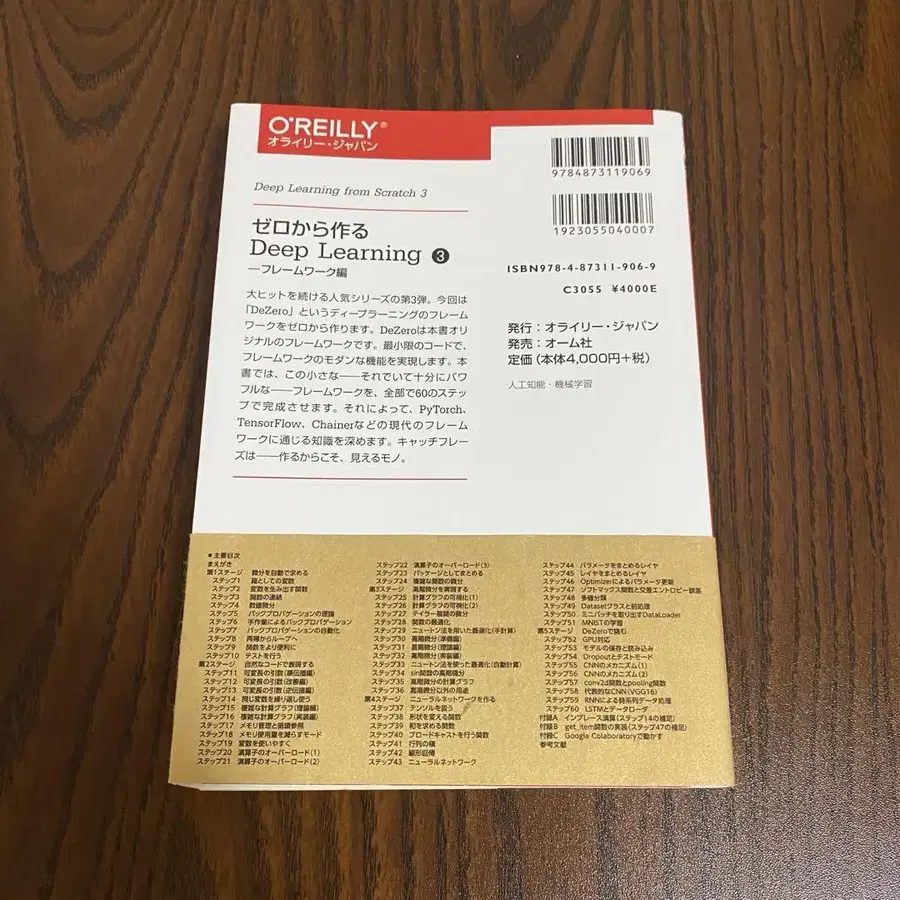 O'REILLY®
オライリー・ジャパン
Deep Learning from Scratch 3
ゼロから作る
Deep Learning ❸
―フレームワーク編
大ヒットを続ける人気シリーズの第3弾。今回は
「DeZero」というディープラーニングのフレーム
ワークをゼロから作ります。DeZeroは本書オリ
ジナルのフレームワークです。最小限のコードで、
フレームワークのモダンな機能を実現します。本
書では、この小さな――それでいて十分にパワ
フルな――フレームワークを、全部で60のステッ
プで完成させます。それによって、PyTorch、
TensorFlow、Chainerなどの現代のフレーム
ワークに通じる知識を深めます。キャッチフレー
ズは――作るからこそ、見えるモノ。
9784873119069
1923055040007
ISBN978-4-87311-906-9
C3055 ¥4000E
発行:オライリー・ジャパン
発売:オーム社
定価(本体4,000円+税)
人工知能・機械学習
■ 主要目次
まえがき
第1ステージ 微分を自動で求める
ステップ1 箱としての変数
ステップ2 変数を生み出す関数
ステップ3 関数の連結
ステップ4 数値微分
ステップ5 バックプロパゲーションの理論
ステップ6 手作業によるバックプロパゲーション
ステップ7 バックプロパゲーションの自動化
ステップ8 再帰からループへ
ステップ9 関数をより便利に
ステップ10 テストを行う
第2ステージ 自然なコードで表現する
ステップ11 可変長の引数(順伝播編)
ステップ12 可変長の引数(改善編)
ステップ13 可変長の引数(逆伝播編)
ステップ14 同じ変数を繰り返し使う
ステップ15 複雑な計算グラフ(理論編)
ステップ16 複雑な計算グラフ(実装編)
ステップ17 メモリ管理と循環参照
ステップ18 メモリ使用量を減らすモード
ステップ19 変数を使いやすく
ステップ20 演算子のオーバーロード(1)
ステップ21 演算子のオーバーロード(2)
ステップ22 演算子のオーバーロード(3)
ステップ23 パッケージとしてまとめる
ステップ24 複雑な関数の微分
第3ステージ 高階微分を実現する
ステップ25 計算グラフの可視化(1)
ステップ26 計算グラフの可視化(2)
ステップ27 テイラー展開の微分
ステップ28 関数の最適化
ステップ29 ニュートン法を用いた最適化(手計算)
ステップ30 高階微分(準備編)
ステップ31 高階微分(理論編)
ステップ32 高階微分(実装編)
ステップ33 ニュートン法を使った最適化(自動計算)
ステップ34 sin関数の高階微分
ステップ35 高階微分の計算グラフ
ステップ36 高階微分以外の用途
第4ステージ ニューラルネットワークを作る
ステップ37 テンソルを扱う
ステップ38 形状を変える関数
ステップ39 和を求める関数
ステップ40 ブロードキャストを行う関数
ステップ41 行列の積
ステップ42 線形回帰
ステップ43 ニューラルネットワーク
ステップ44 パラメータをまとめるレイヤ
ステップ45 レイヤをまとめるレイヤ
ステップ46 Optimizerによるパラメータ更新
ステップ47 ソフトマックス関数と交差エントロピー誤差
ステップ48 多値分類
ステップ49 Datasetクラスと前処理
ステップ50 ミニバッチを取り出すDataLoader
ステップ51 MNISTの学習
第5ステージ DeZeroで挑む
ステップ52 GPU対応
ステップ53 モデルの保存と読み込み
ステップ54 Dropoutとテストモード
ステップ55 CNNのメカニズム(1)
ステップ56 CNNのメカニズム(2)
ステップ57 conv2d関数とpooling関数
ステップ58 代表的なCNN(VGG16)
ステップ59 RNNによる時系列データ処理
ステップ60 LSTMとデータローダ
付録A インプレース演算(ステップ14の補足)
付録B get_item関数の実装(ステップ47の補足)
付録C Google Colaboratoryで動かす
参考文献